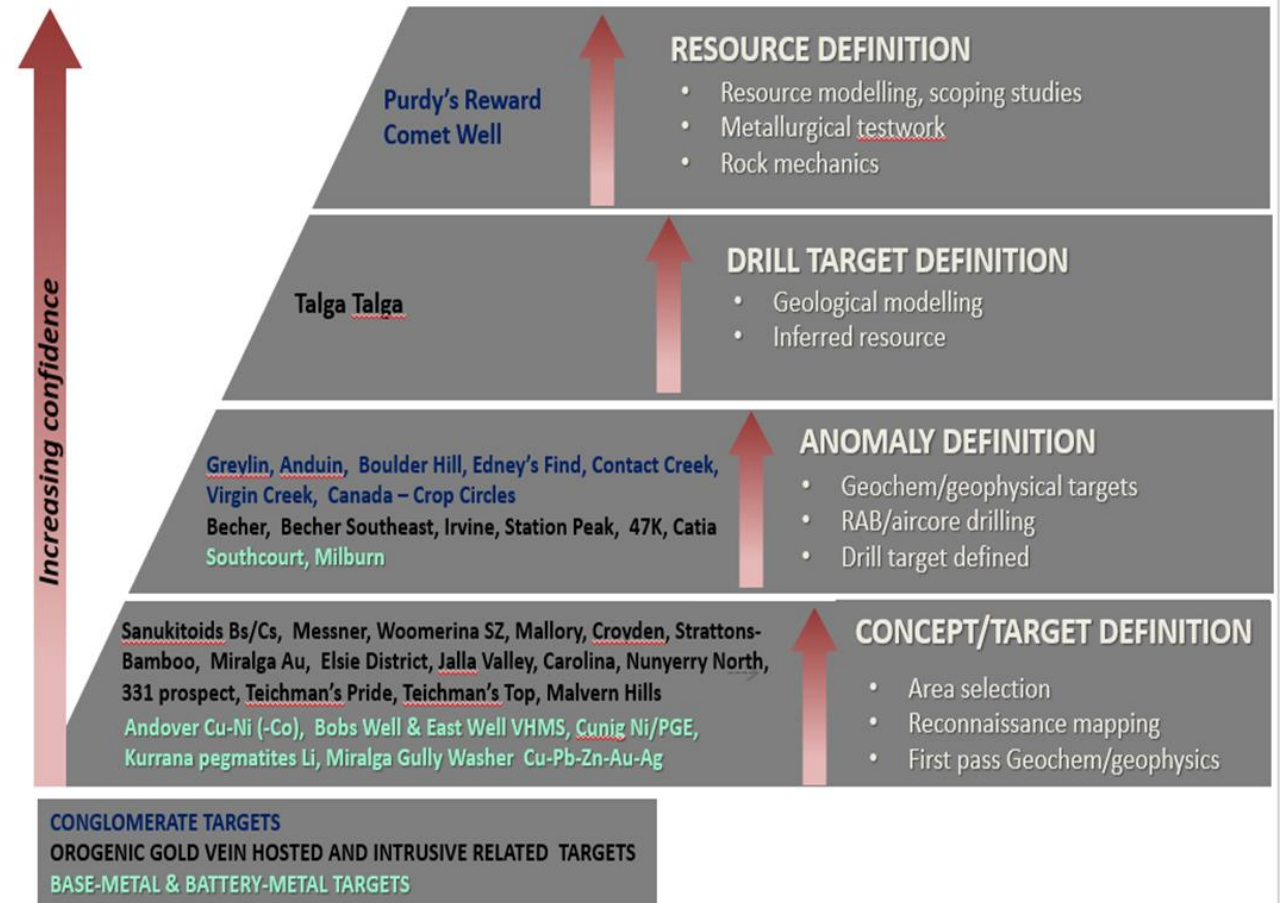 Increasing confidence
Purdy's Reward
Comet Well
RESOURCE DEFINITION
• Resource modelling, scoping studies
• Metallurgical testwork
• Rock mechanics
Talga Talga
DRILL TARGET DEFINITION
• Geological modelling
• Inferred resource
Greylin, Anduin, Boulder Hill, Edney's Find, Contact Creek,
Virgin Creek, Canada – Crop Circles
Becher, Becher Southeast, Irvine, Station Peak, 47K, Catia
Southcourt, Milburn
ANOMALY DEFINITION
• Geochem/geophysical targets
• RAB/aircore drilling
• Drill target defined
Sanukitoids Bs/Cs, Messner, Woomerina SZ, Mallory, Croyden, Strattons-
Bamboo, Miralga Au, Elsie District, Jalla Valley, Carolina, Nunyerry North,
331 prospect, Teichman's Pride, Teichman's Top, Malvern Hills
Andover Cu-Ni (-Co), Bobs Well & East Well VHMS, Cunig Ni/PGE,
Kurrana pegmatites Li, Miralga Gully Washer Cu-Pb-Zn-Au-Ag
CONCEPT/TARGET DEFINITION
• Area selection
• Reconnaissance mapping
• First pass Geochem/geophysics
CONGLOMERATE TARGETS
OROGENIC GOLD VEIN HOSTED AND INTRUSIVE RELATED TARGETS
BASE-METAL & BATTERY-METAL TARGETS